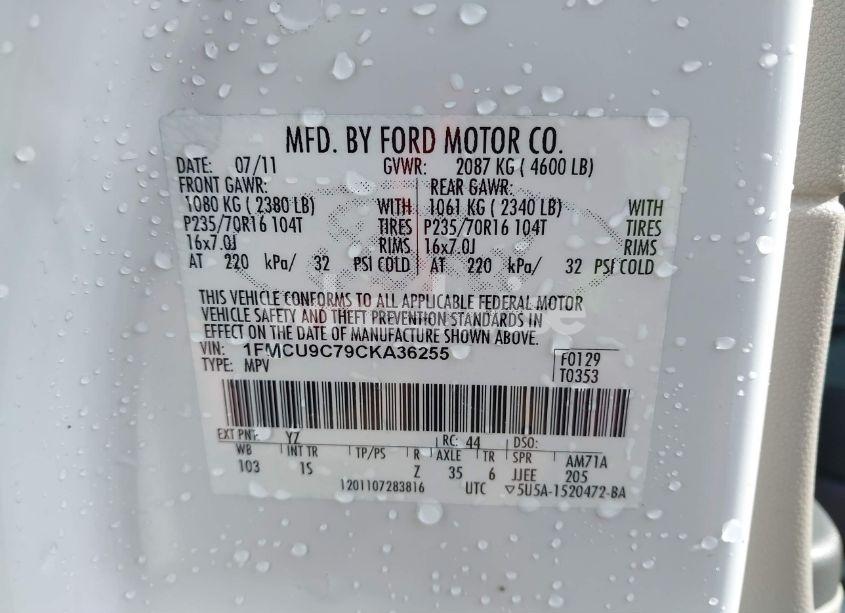 MFD. BY FORD MOTOR CO.
DATE: 07/11 GVWR: 2087 KG ( 4600 LB)
FRONT GAWR: REAR GAWR:
1080 KG ( 2380 LB) WITH 1061 KG ( 2340 LB) WITH
P235/70R16 104T TIRES P235/70R16 104T TIRES
16x7.0J RIMS 16x7.0J RIMS
AT 220 kPa/ 32 PSI COLD AT 220 kPa/ 32 PSI COLD
THIS VEHICLE CONFORMS TO ALL APPLICABLE FEDERAL MOTOR
VEHICLE SAFETY AND THEFT PREVENTION STANDARDS IN
EFFECT ON THE DATE OF MANUFACTURE SHOWN ABOVE.
VIN: 1FMCU9C79CKA36255
TYPE: MPV
F0129
T0353
EXT PNT: YZ RC: 44 DSO:
WB INT TR TP/PS R AXLE TR SPR AM71A
103 1S Z 35 6 JJEE 205
1201107283816 UTC ▽5U5A-1520472-BA